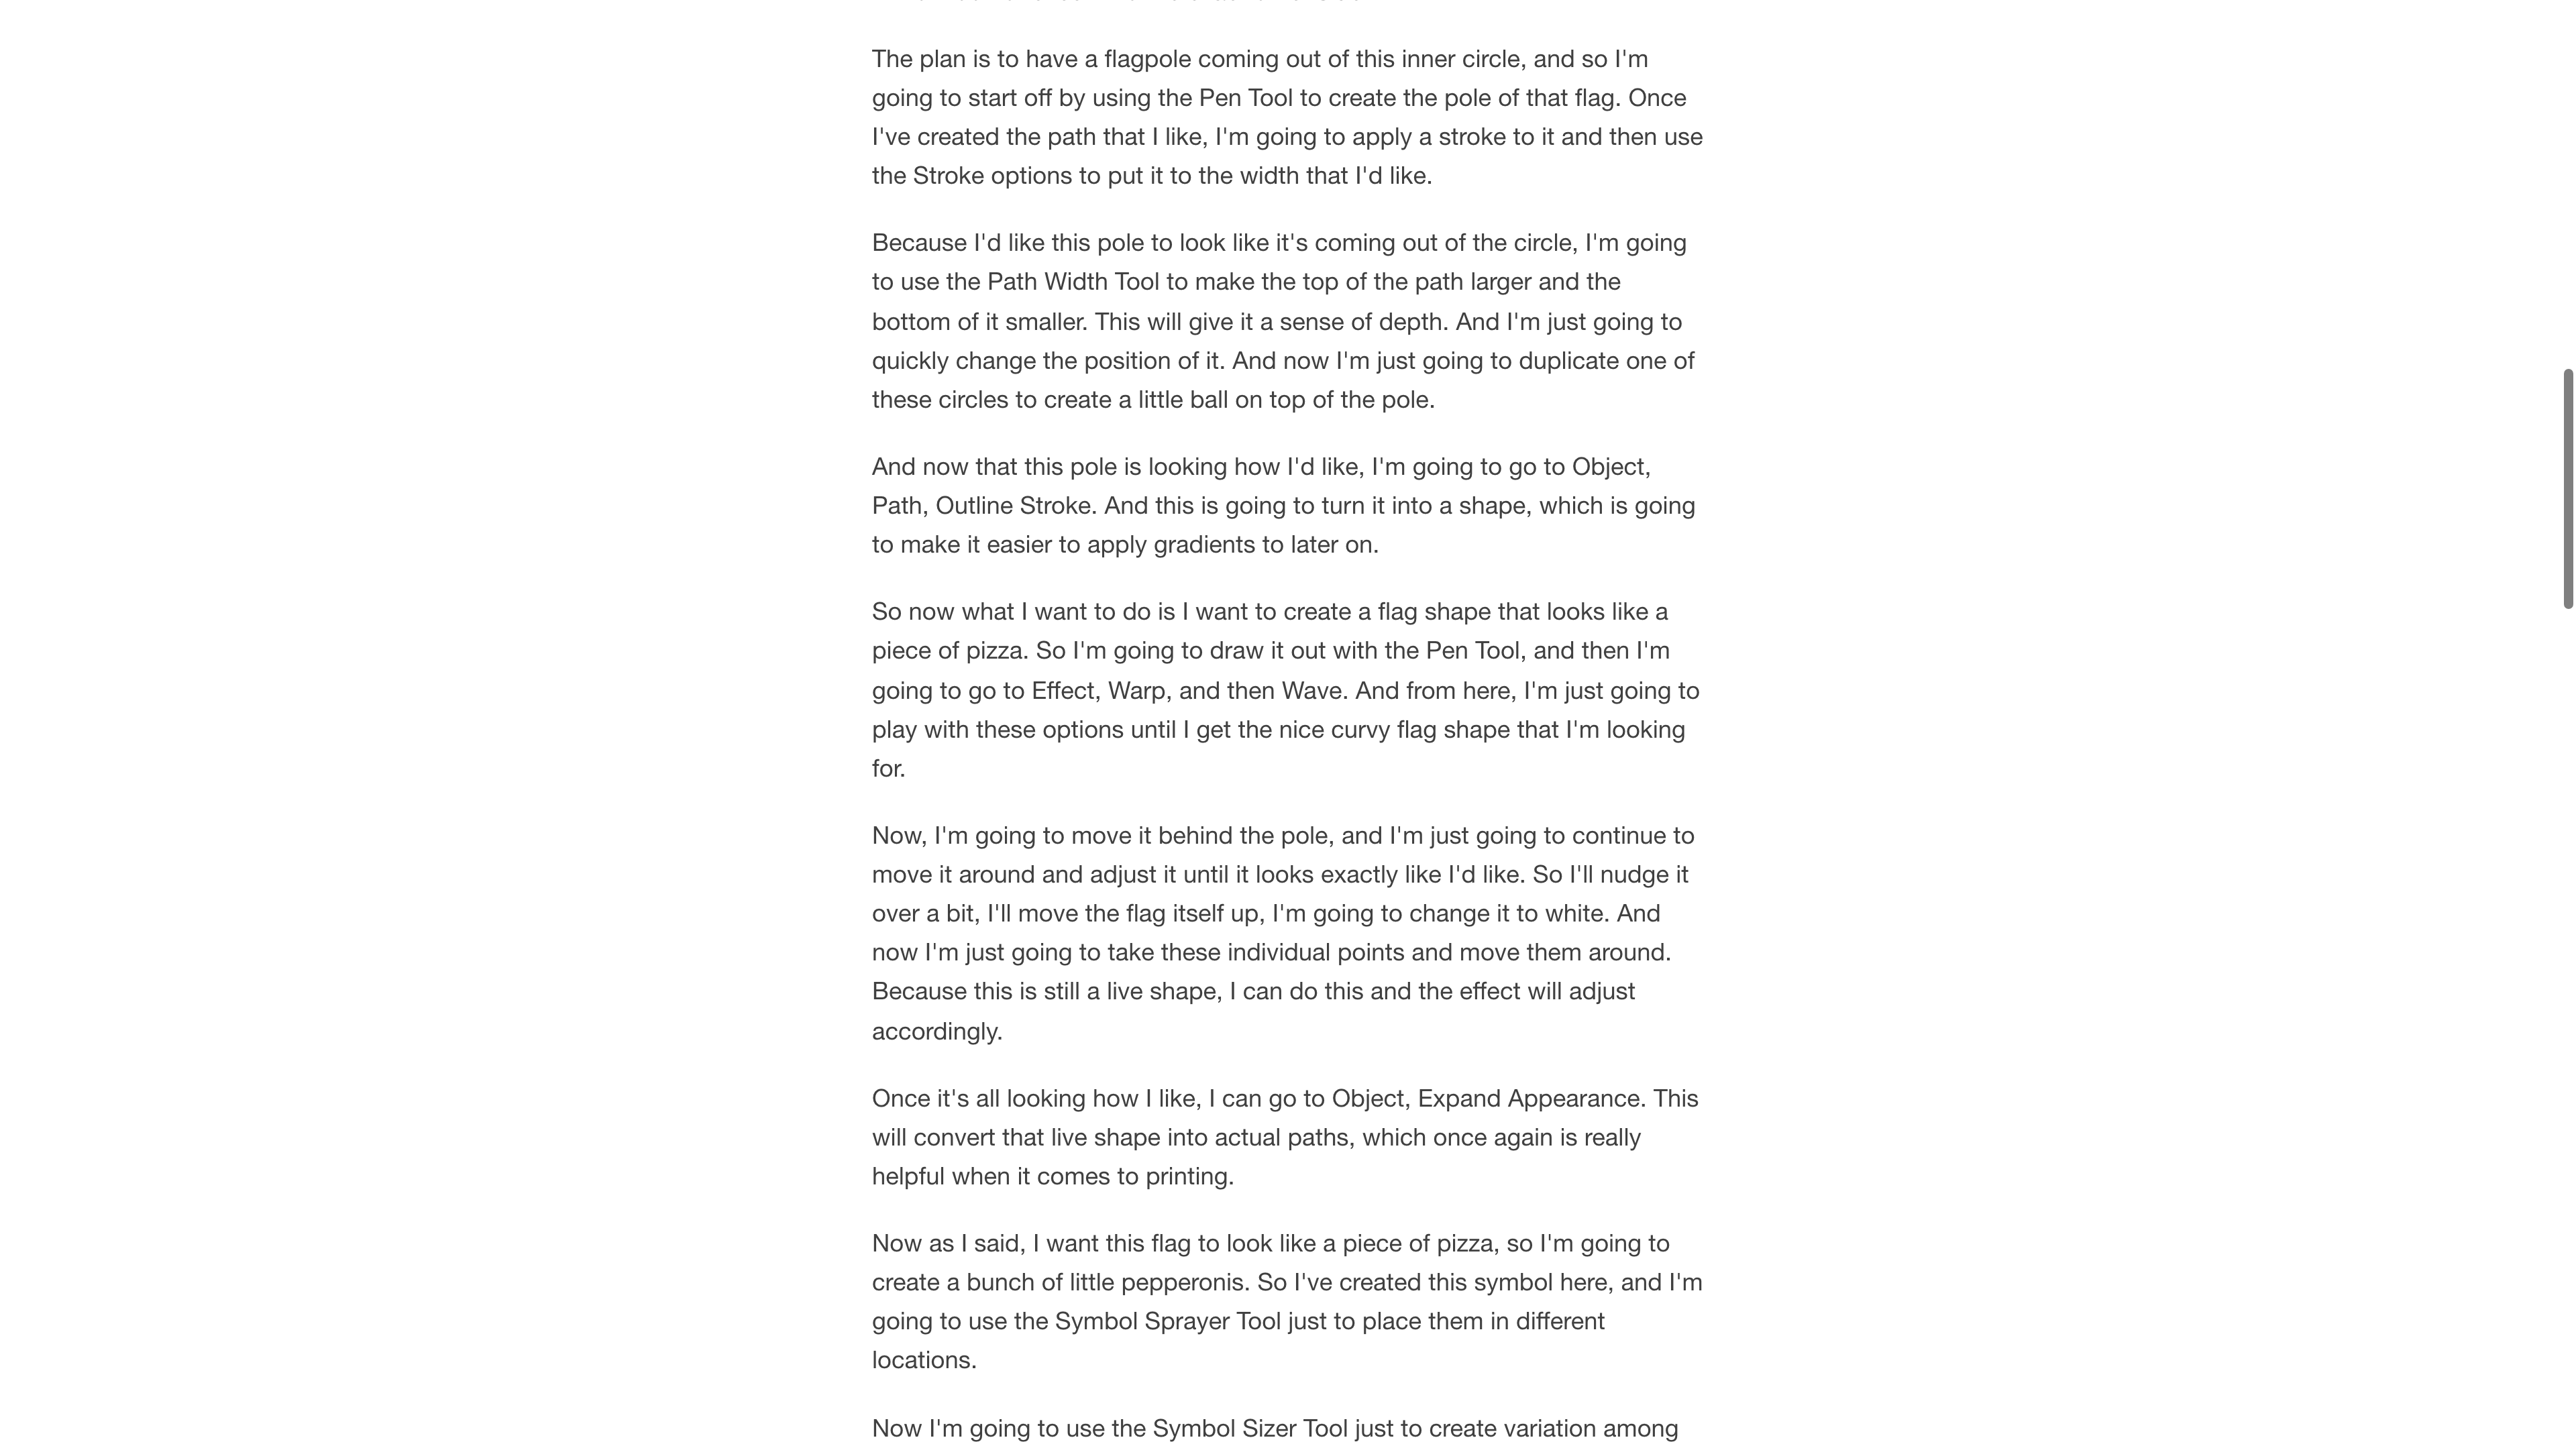 The plan is to have a flagpole coming out of this inner circle, and so I'm
going to start off by using the Pen Tool to create the pole of that flag. Once
I've created the path that I like, I'm going to apply a stroke to it and then use
the Stroke options to put it to the width that I'd like.
Because I'd like this pole to look like it's coming out of the circle, I'm going
to use the Path Width Tool to make the top of the path larger and the
bottom of it smaller. This will give it a sense of depth. And I'm just going to
quickly change the position of it. And now I'm just going to duplicate one of
these circles to create a little ball on top of the pole.
And now that this pole is looking how I'd like, I'm going to go to Object,
Path, Outline Stroke. And this is going to turn it into a shape, which is going
to make it easier to apply gradients to later on.
So now what I want to do is I want to create a flag shape that looks like a
piece of pizza. So I'm going to draw it out with the Pen Tool, and then I'm
going to go to Effect, Warp, and then Wave. And from here, I'm just going to
play with these options until I get the nice curvy flag shape that I'm looking
for.
Now, I'm going to move it behind the pole, and I'm just going to continue to
move it around and adjust it until it looks exactly like I'd like. So I'll nudge it
over a bit, I'll move the flag itself up, I'm going to change it to white. And
now I'm just going to take these individual points and move them around.
Because this is still a live shape, I can do this and the effect will adjust
accordingly.
Once it's all looking how I like, I can go to Object, Expand Appearance. This
will convert that live shape into actual paths, which once again is really
helpful when it comes to printing.
Now as I said, I want this flag to look like a piece of pizza, so I'm going to
create a bunch of little pepperonis. So I've created this symbol here, and I'm
going to use the Symbol Sprayer Tool just to place them in different
locations.
Now I'm going to use the Symbol Sizer Tool just to create variation among